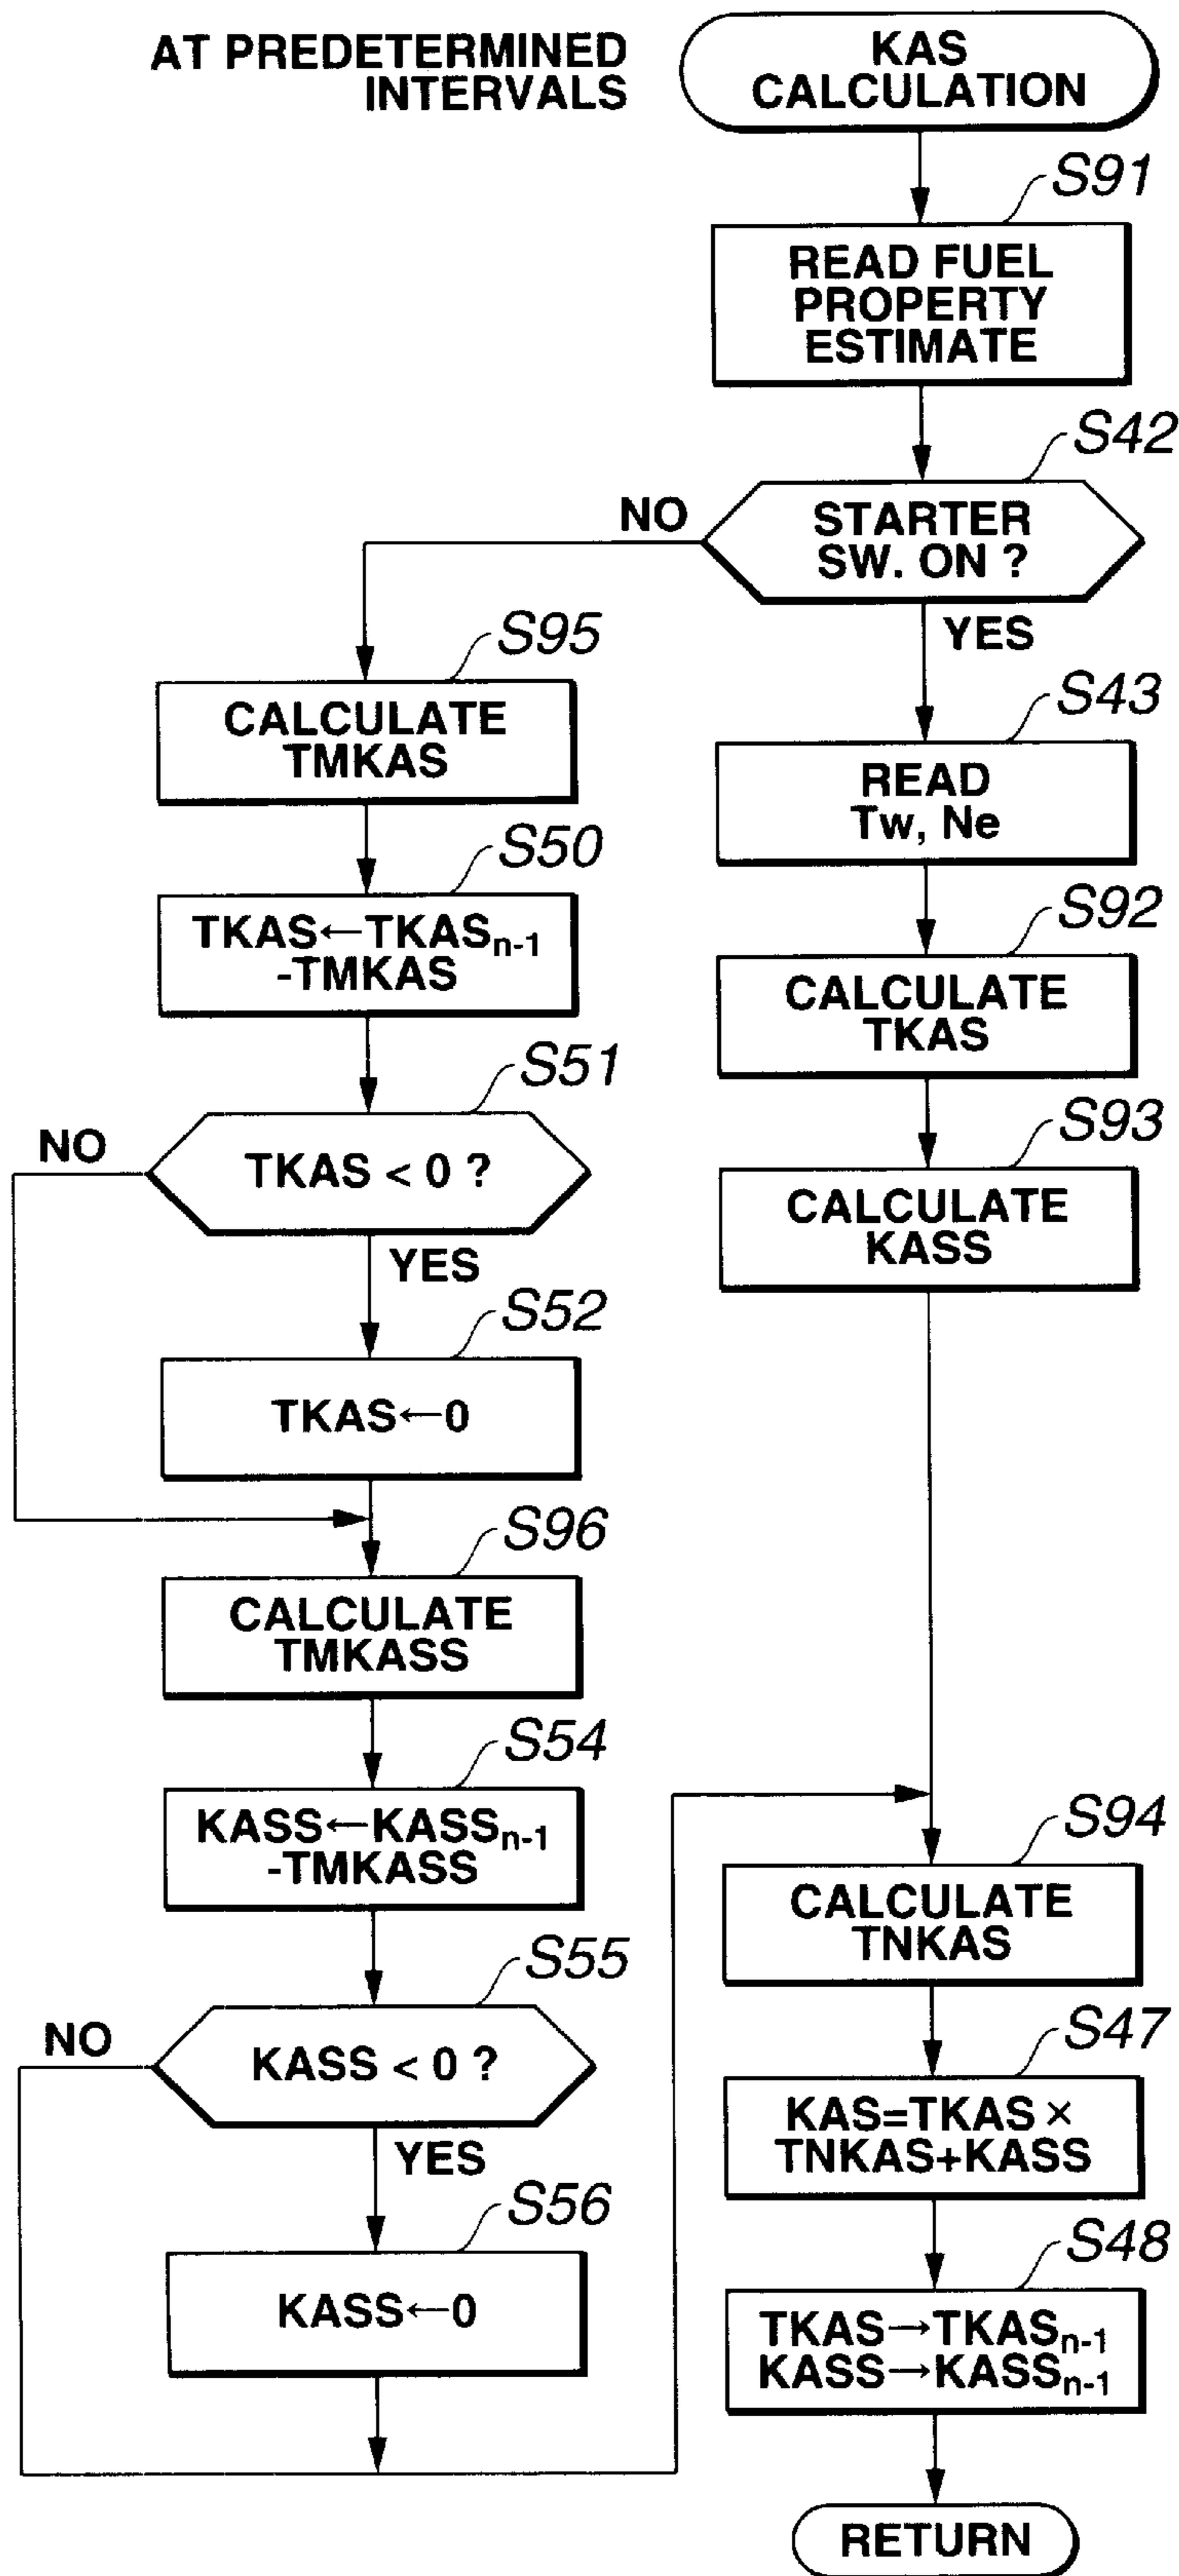 AT PREDETERMINED
INTERVALS
KAS
CALCULATION
S91
READ FUEL
PROPERTY
ESTIMATE
S42
STARTER
SW. ON ?
NO
YES
S43
READ
Tw, Ne
S92
CALCULATE
TKAS
S93
CALCULATE
KASS
S95
CALCULATE
TMKAS
S50
TKAS←TKASn-1
-TMKAS
S51
TKAS < 0 ?
NO
YES
S52
TKAS←0
S96
CALCULATE
TMKASS
S54
KASS←KASSn-1
-TMKASS
S55
KASS < 0 ?
NO
YES
S56
KASS←0
S94
CALCULATE
TNKAS
S47
KAS=TKAS ×
TNKAS+KASS
S48
TKAS→TKASn-1
KASS→KASSn-1
RETURN